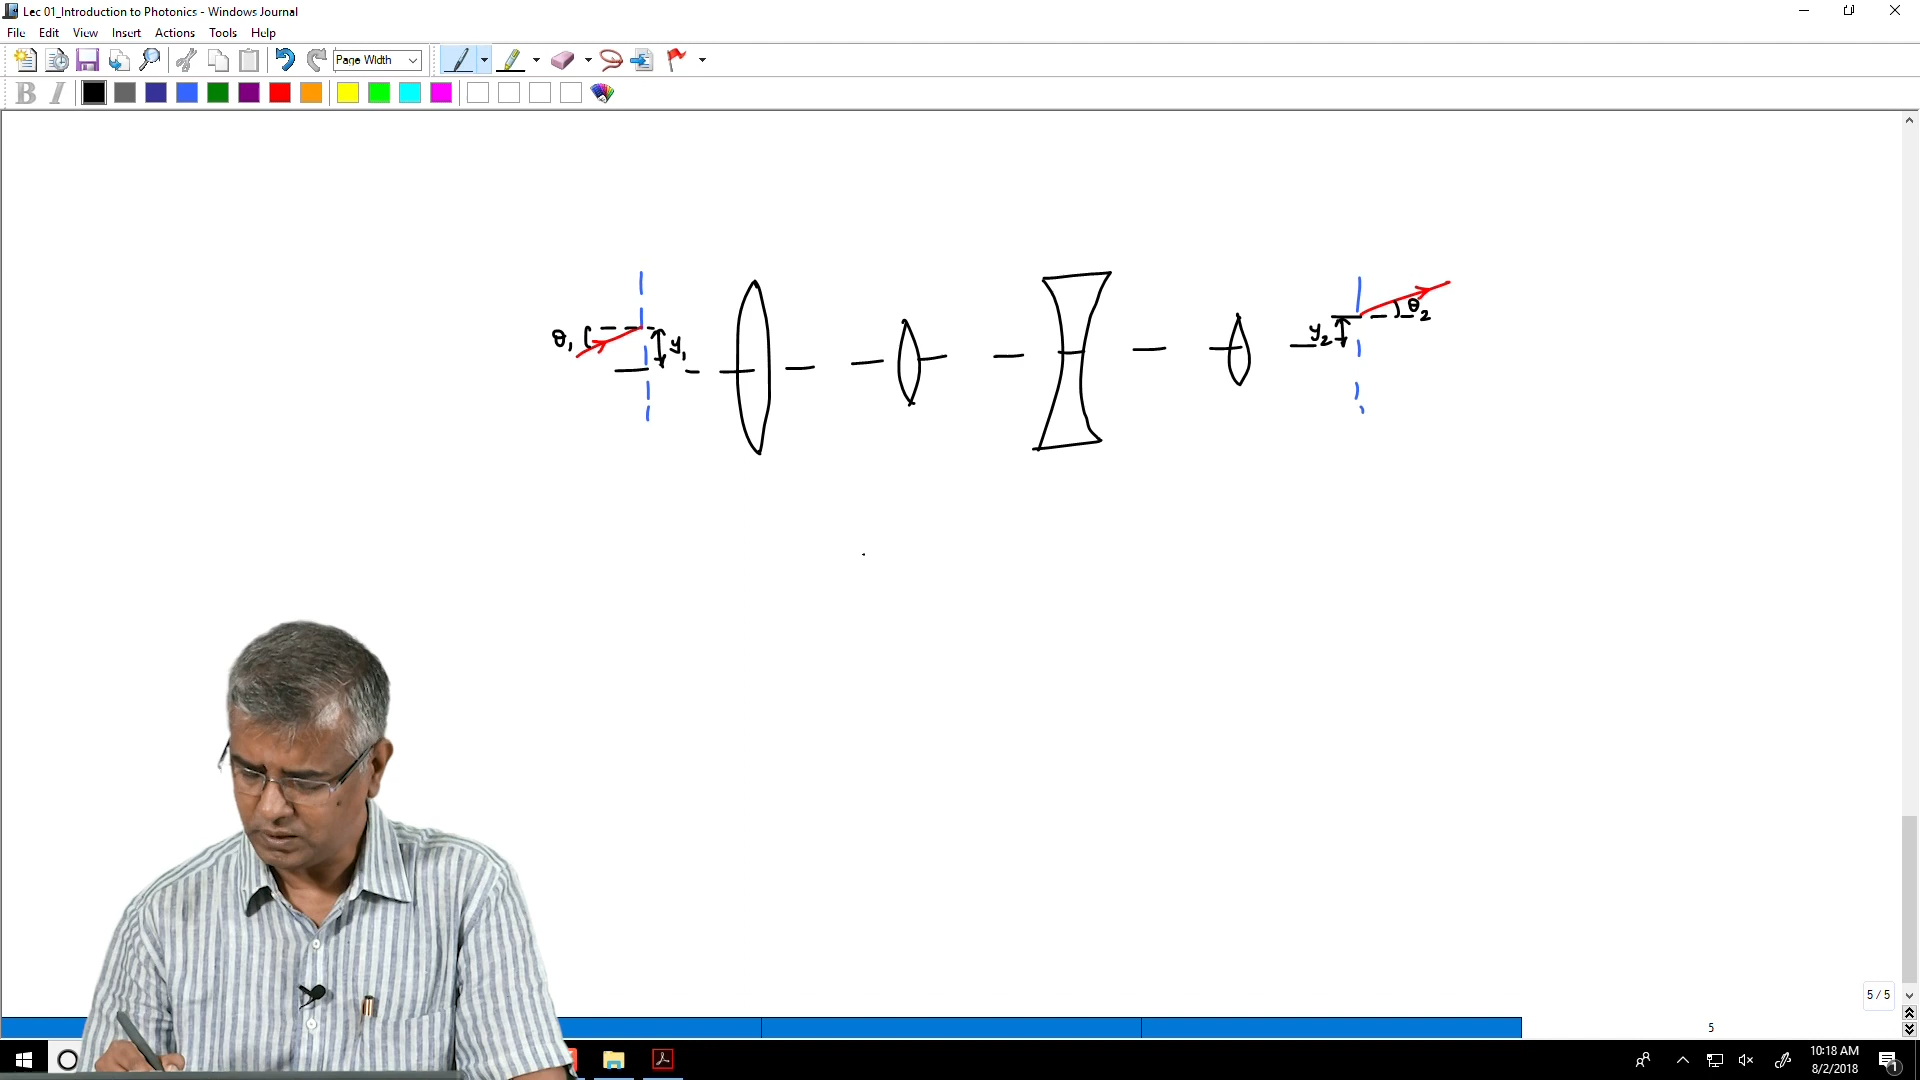 Lec 01_Introduction to Photonics - Windows Journal
File Edit View Insert Actions Tools Help
Page Width
B I
θ1 y1 y2 θ2
5 / 5
5
10:18 AM
8/2/2018
1